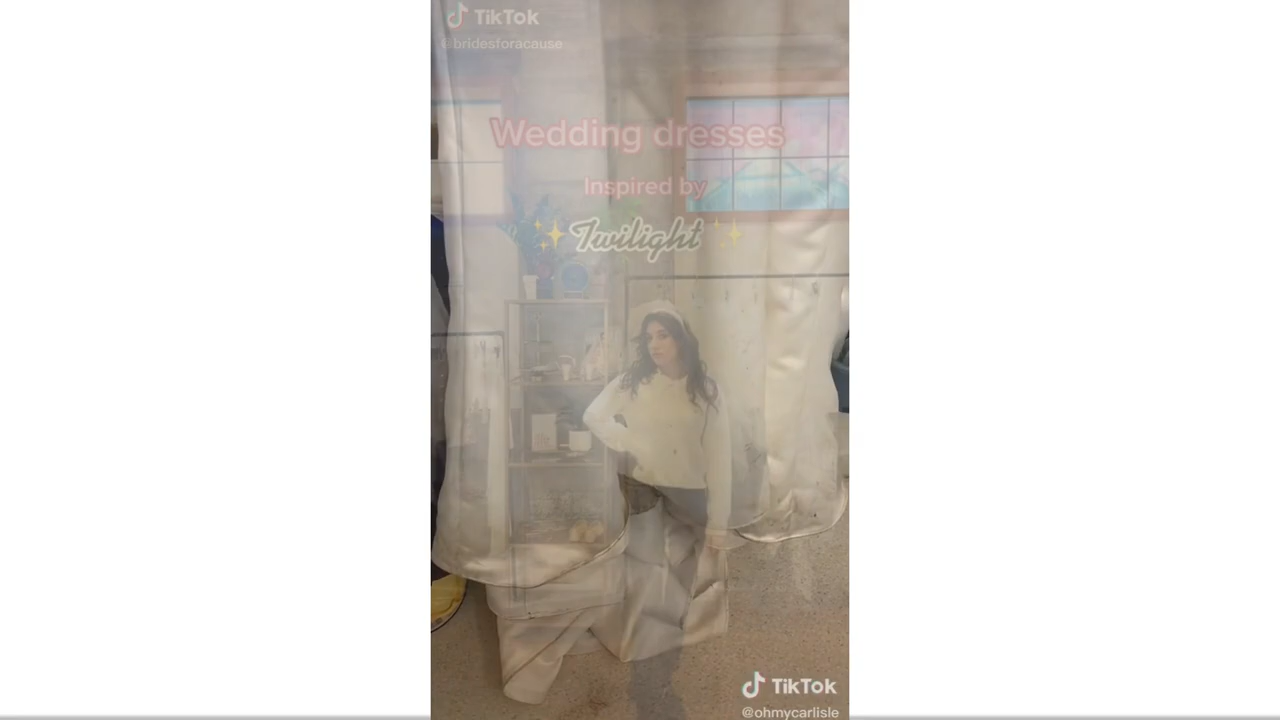 TikTok
@bridesforacause
Wedding dresses
Inspired by
Twilight
TikTok
@ohmycarlisle